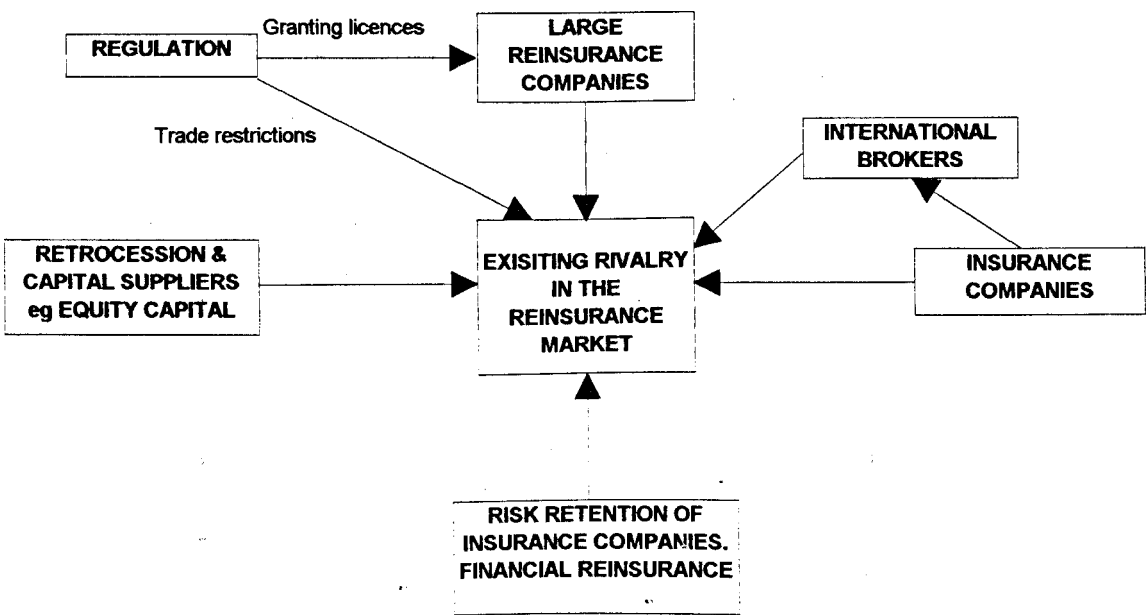 Granting licences
REGULATION
LARGE
REINSURANCE
COMPANIES
Trade restrictions
INTERNATIONAL
BROKERS
RETROCESSION &
CAPITAL SUPPLIERS
eg EQUITY CAPITAL
EXISITING RIVALRY
IN THE
REINSURANCE
MARKET
INSURANCE
COMPANIES
RISK RETENTION OF
INSURANCE COMPANIES.
FINANCIAL REINSURANCE